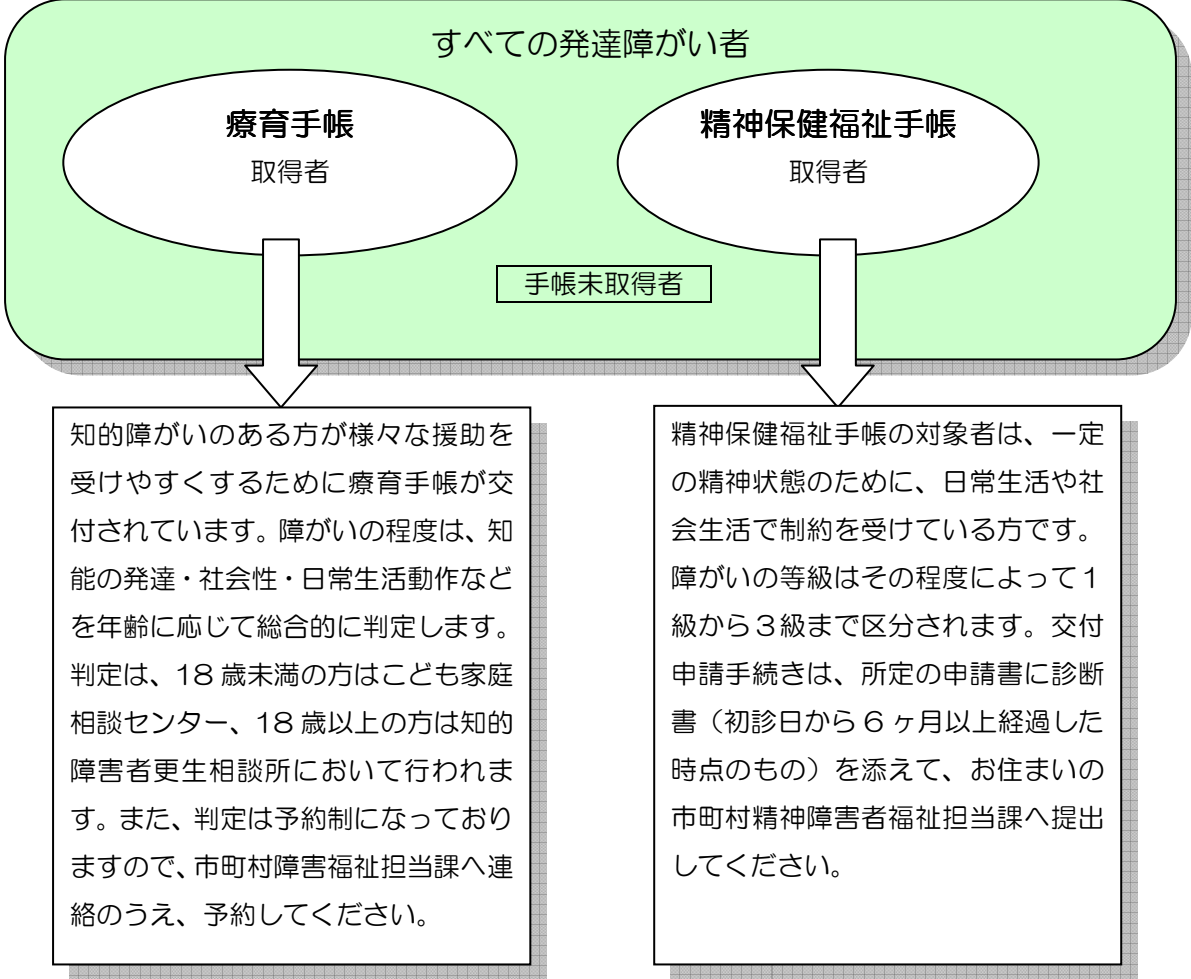 すべての発達障がい者
療育手帳
取得者
精神保健福祉手帳
取得者
手帳未取得者
知的障がいのある方が様々な援助を
受けやすくするために療育手帳が交
付されています。障がいの程度は、知
能の発達・社会性・日常生活動作など
を年齢に応じて総合的に判定します。
判定は、18 歳未満の方はこども家庭
相談センター、18 歳以上の方は知的
障害者更生相談所において行われま
す。また、判定は予約制になっており
ますので、市町村障害福祉担当課へ連
絡のうえ、予約してください。
精神保健福祉手帳の対象者は、一定
の精神状態のために、日常生活や社
会生活で制約を受けている方です。
障がいの等級はその程度によって1
級から3級まで区分されます。交付
申請手続きは、所定の申請書に診断
書（初診日から 6 ヶ月以上経過した
時点のもの）を添えて、お住まいの
市町村精神障害者福祉担当課へ提出
してください。